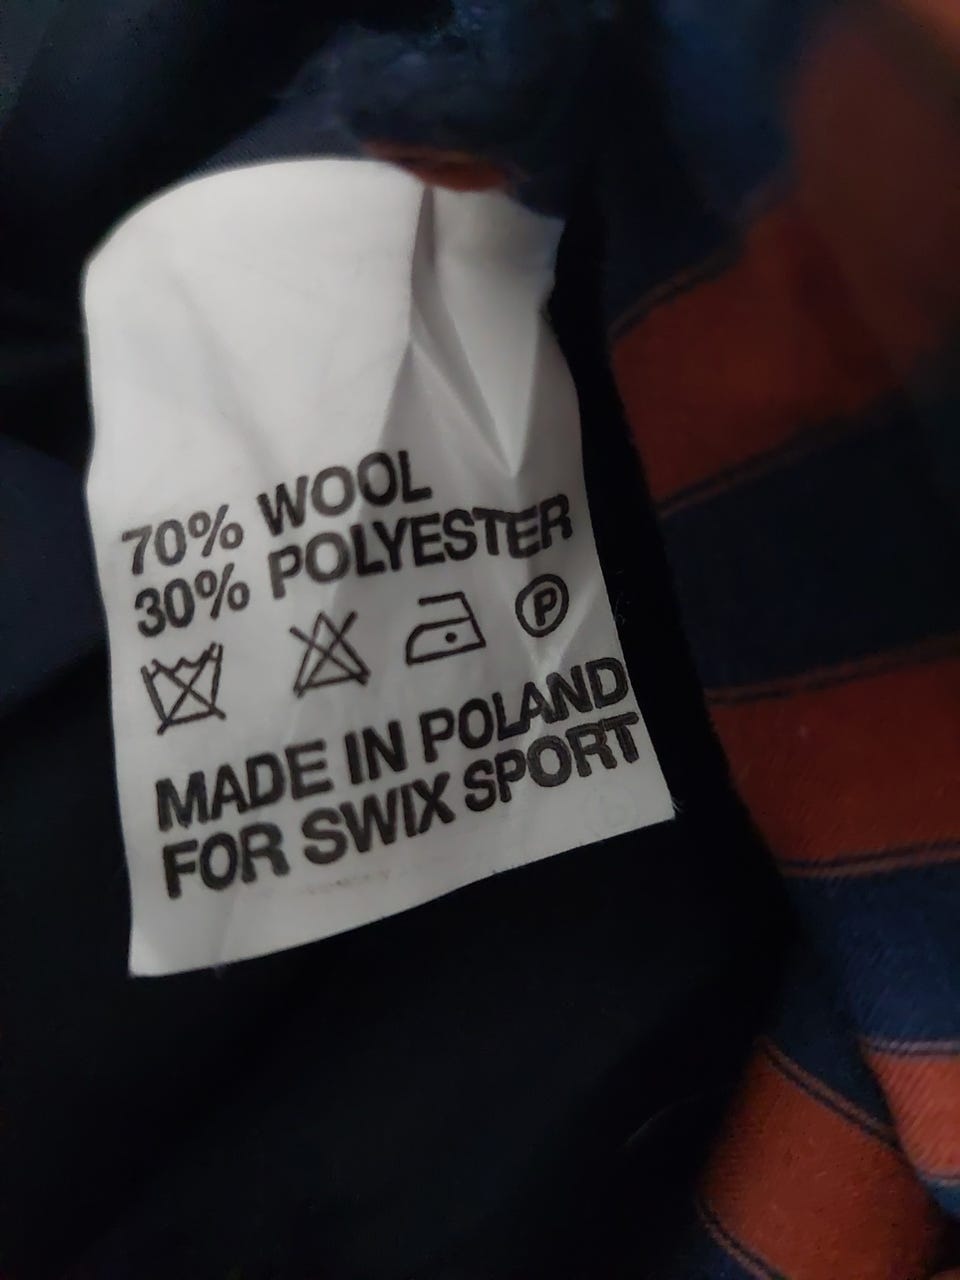 70% WOOL
30% POLYESTER
P
MADE IN POLAND
FOR SWIX SPORT